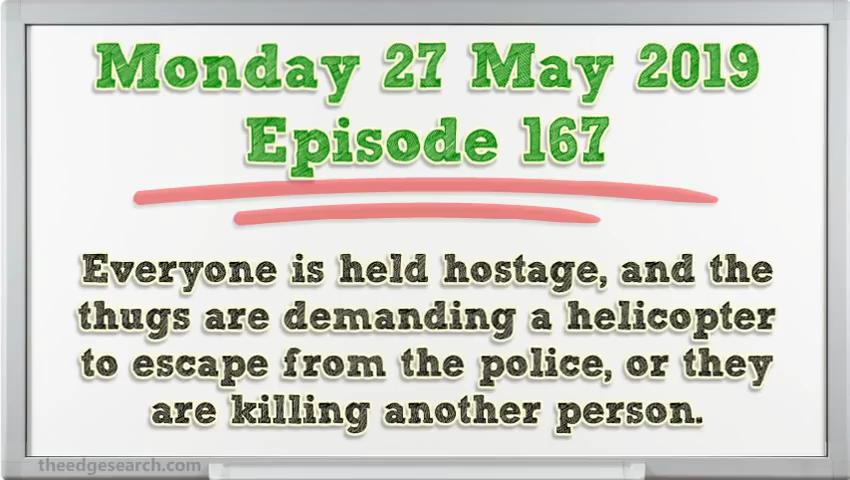 Monday 27 May 2019
Episode 167
Everyone is held hostage, and the
thugs are demanding a helicopter
to escape from the police, or they
are killing another person.
theedgesearch.com